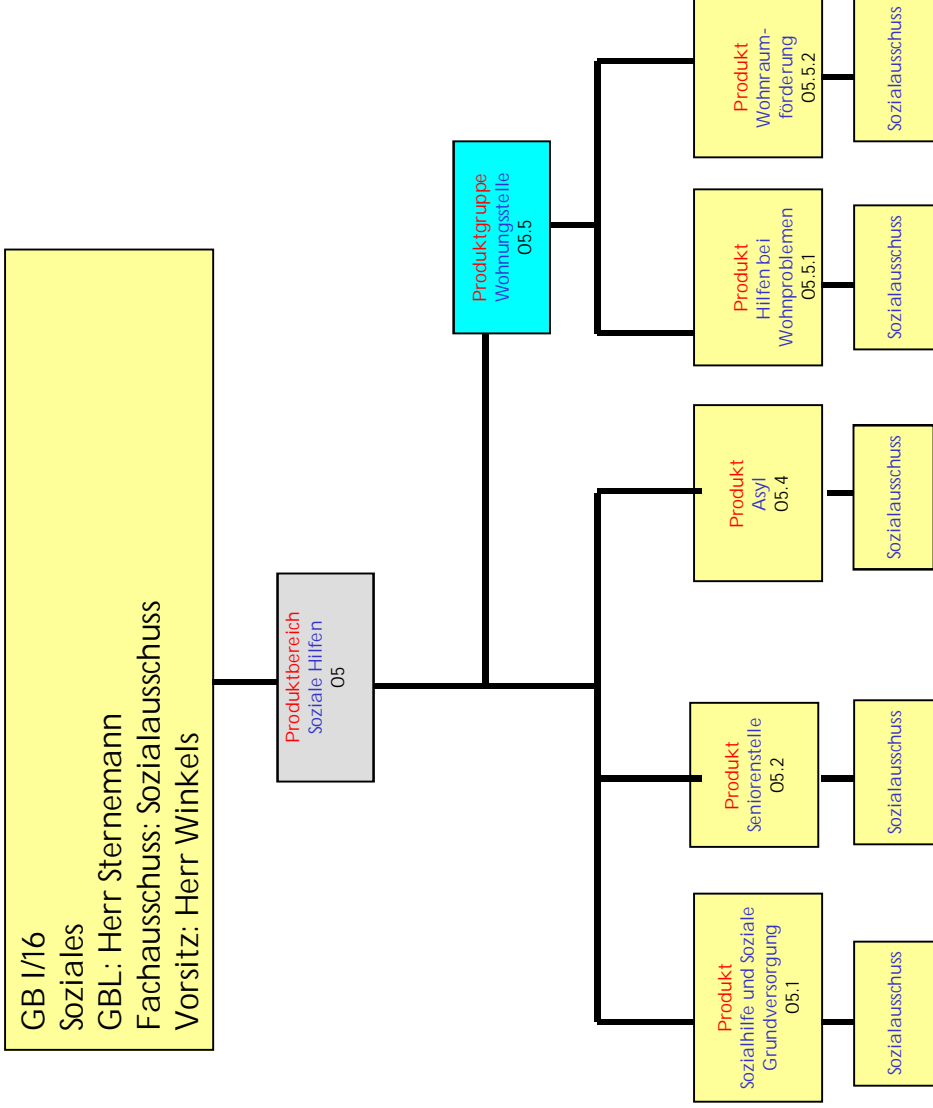 GB I/16
Soziales
GBL: Herr Sternemann
Fachausschuss: Sozialausschuss
Vorsitz: Herr Winkels
Produktbereich
Soziale Hilfen
05
Produktgruppe
Wohnungsstelle
05.5
Produkt
Sozialhilfe und Soziale
Grundversorgung
05.1
Produkt
Seniorenstelle
05.2
Produkt
Asyl
05.4
Produkt
Hilfen bei
Wohnproblemen
05.5.1
Produkt
Wohnraum-
förderung
05.5.2
Sozialausschuss
Sozialausschuss
Sozialausschuss
Sozialausschuss
Sozialausschuss